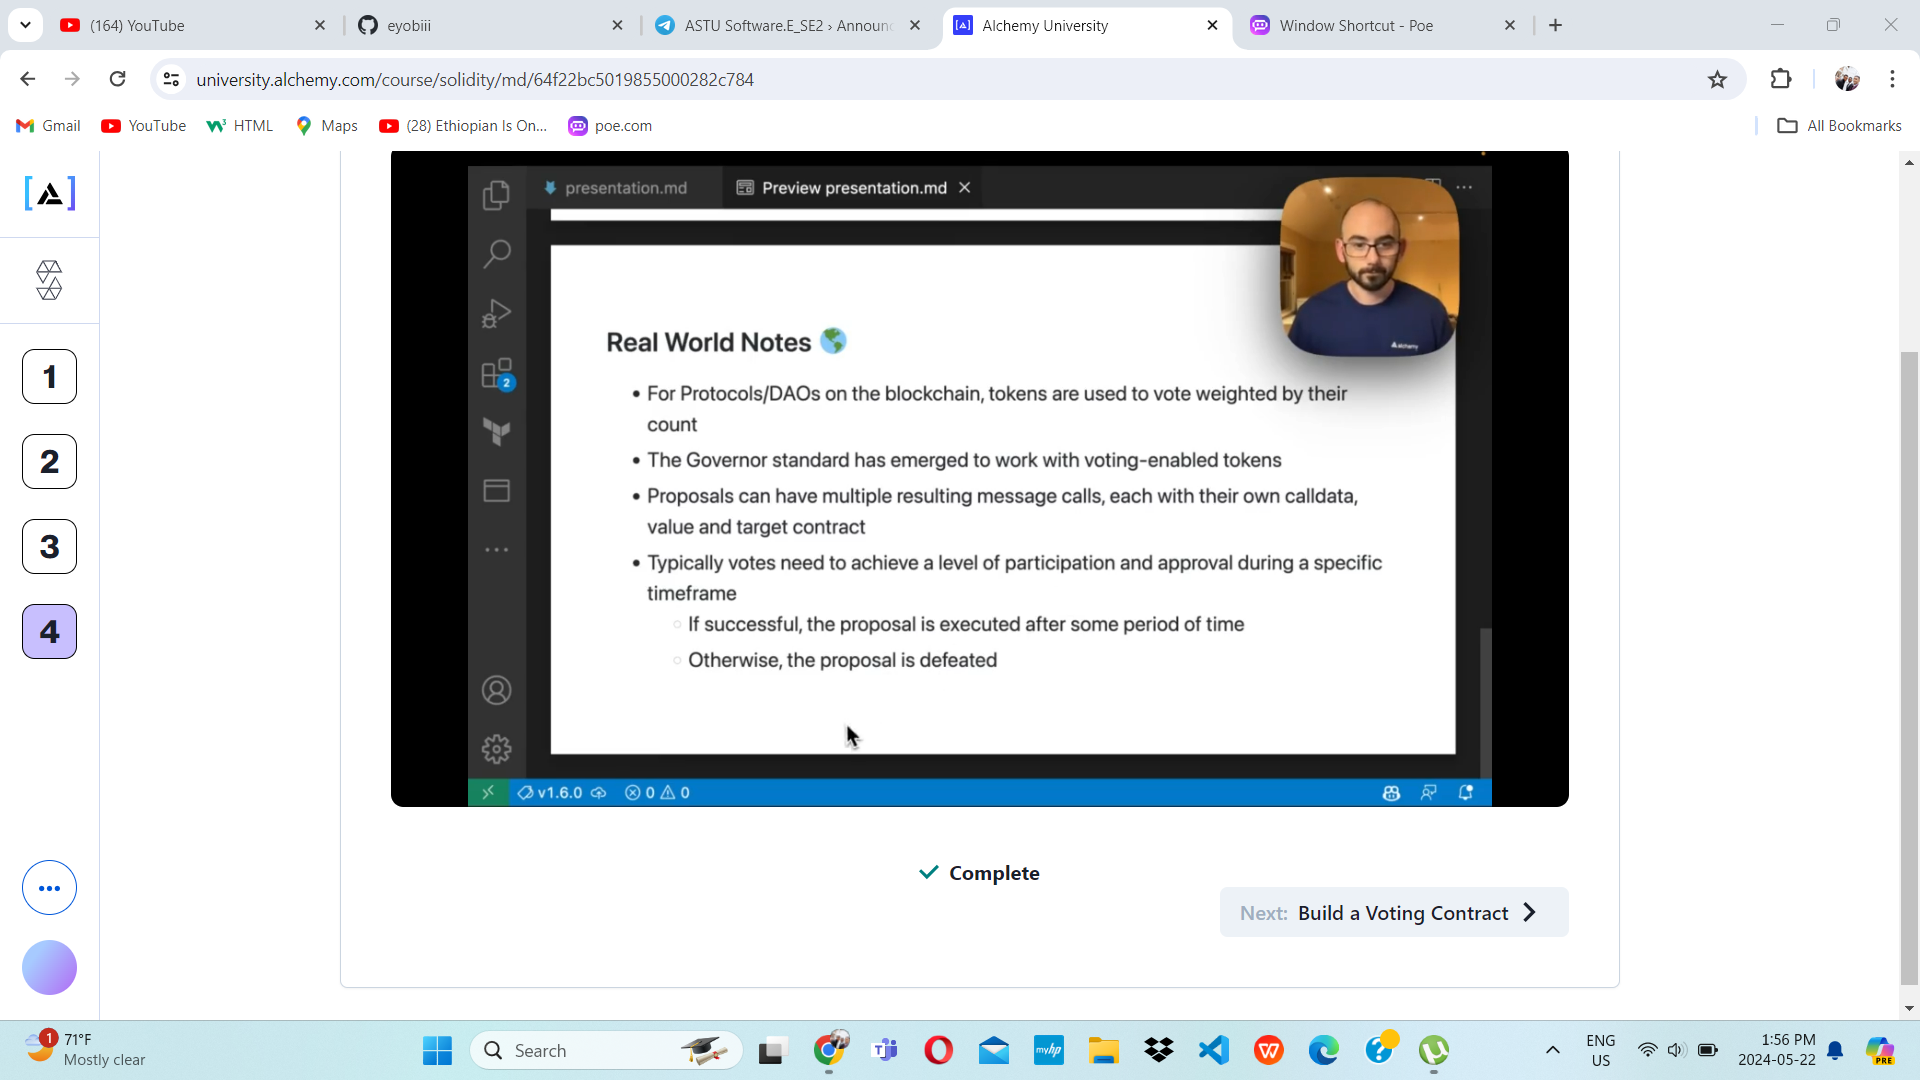 (164) YouTube
eyobiii
ASTU Software.E_SE2 › Announc
Alchemy University
Window Shortcut - Poe
university.alchemy.com/course/solidity/md/64f22bc5019855000282c784
Gmail
YouTube
HTML
Maps
(28) Ethiopian Is On...
poe.com
All Bookmarks
presentation.md
Preview presentation.md
Real World Notes
• For Protocols/DAOs on the blockchain, tokens are used to vote weighted by their
count
• The Governor standard has emerged to work with voting-enabled tokens
• Proposals can have multiple resulting message calls, each with their own calldata,
value and target contract
• Typically votes need to achieve a level of participation and approval during a specific
timeframe
○ If successful, the proposal is executed after some period of time
○ Otherwise, the proposal is defeated
alchemy
2
v1.6.0
0
0
1
2
3
4
Complete
Next: Build a Voting Contract
1
71°F
Mostly clear
Search
myhp
ENG
US
1:56 PM
2024-05-22
PRE